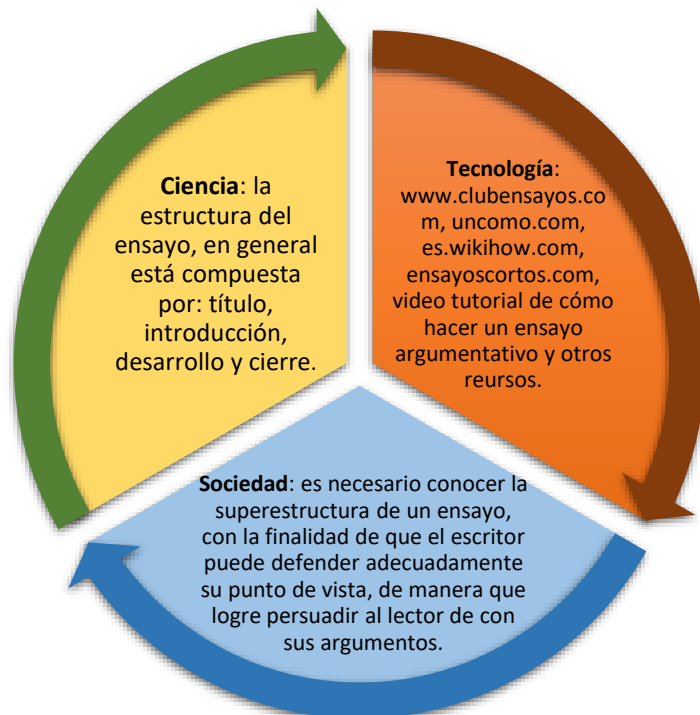 Ciencia: la
estructura del
ensayo, en general
está compuesta
por: título,
introducción,
desarrollo y cierre.
Tecnología:
www.clubensayos.co
m, uncomo.com,
es.wikihow.com,
ensayoscortos.com,
video tutorial de cómo
hacer un ensayo
argumentativo y otros
reursos.
Sociedad: es necesario conocer la
superestructura de un ensayo,
con la finalidad de que el escritor
puede defender adecuadamente
su punto de vista, de manera que
logre persuadir al lector de con
sus argumentos.